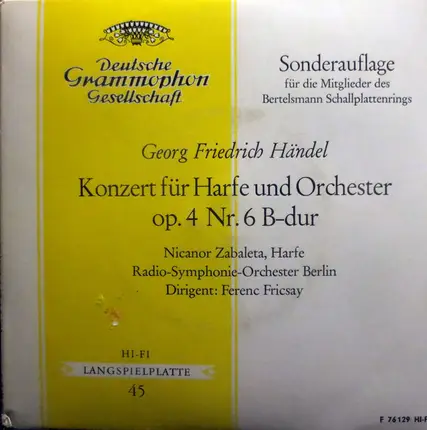 Deutsche
Grammophon
Gesellschaft
Sonderauflage
für die Mitglieder des
Bertelsmann Schallplattenrings
Georg Friedrich Händel
Konzert für Harfe und Orchester
op. 4 Nr. 6 B-dur
Nicanor Zabaleta, Harfe
Radio-Symphonie-Orchester Berlin
Dirigent: Ferenc Fricsay
HI-FI
LANGSPIELPLATTE
45
F 76129 HI-F